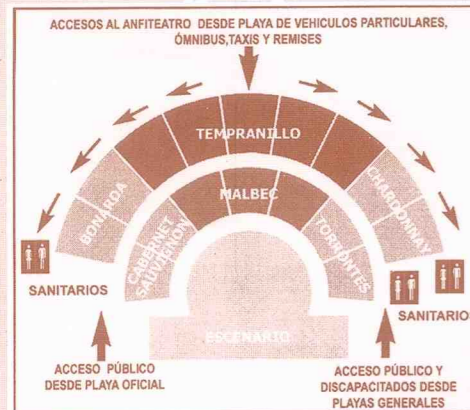 ACCESOS AL ANFITEATRO DESDE PLAYA DE VEHICULOS PARTICULARES,
ÓMNIBUS,TAXIS Y REMISES
TEMPRANILLO
BONARDA
CHARDONNAY
MALBEC
CABERNET
SAUVIGNON
TORRONTES
SANITARIOS
SANITARIO
ESCENARIO
ACCESO PÚBLICO
DESDE PLAYA OFICIAL
ACCESO PÚBLICO Y
DISCAPACITADOS DESDE
PLAYAS GENERALES